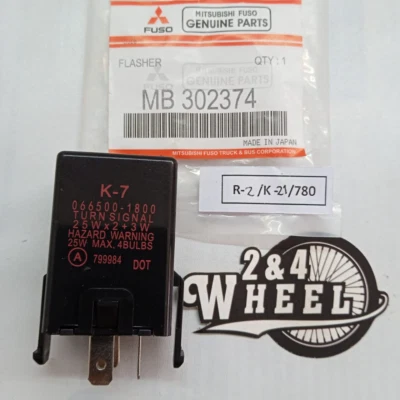 MITSUBISHI FUSO
GENUINE PARTS
FUSO
FLASHER
QTY: 1
MB 302374
MADE IN JAPAN
MITSUBISHI FUSO TRUCK & BUS CORPORATION
R-2/K-21/780
K-7
066500-1800
TURN SIGNAL
25W x 2 + 3W
HAZARD WARNING
25W MAX. 4BULBS
A 799984 DOT
2&4
WHEEL